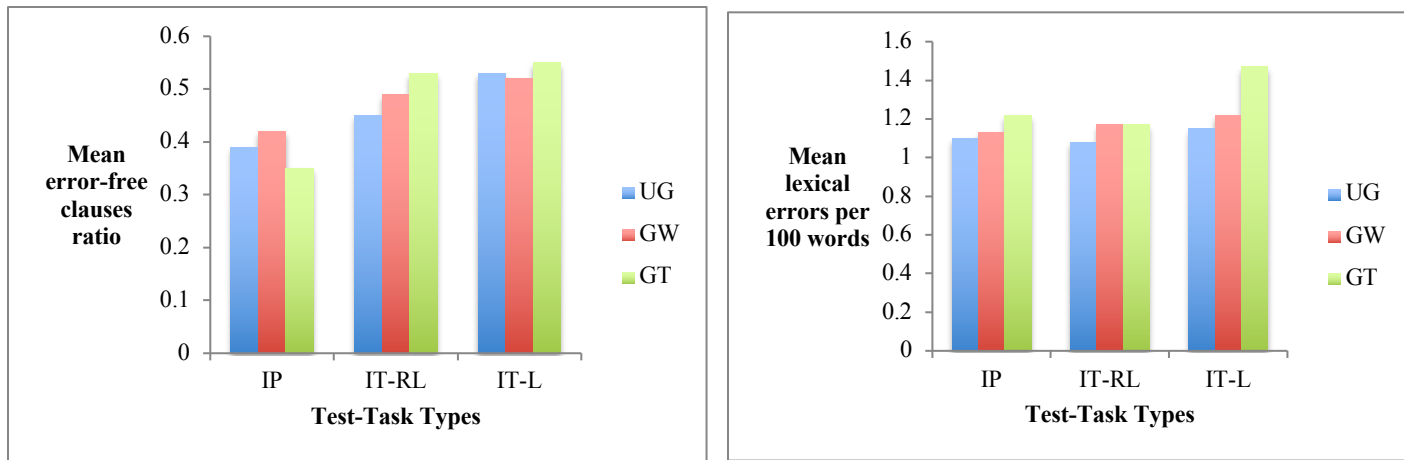 0.6
0.5
0.4
0.3
0.2
0.1
0
Mean
error-free
clauses
ratio
IP IT-RL IT-L
Test-Task Types
UG
GW
GT
1.6
1.4
1.2
1
0.8
0.6
0.4
0.2
0
Mean
lexical
errors per
100 words
IP IT-RL IT-L
Test-Task Types
UG
GW
GT